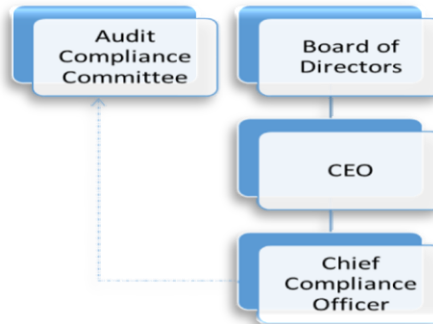 Audit
Compliance
Committee
Board of
Directors
CEO
Chief
Compliance
Officer